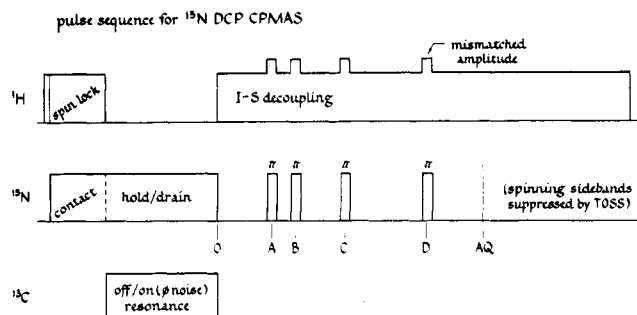 pulse sequence for ¹⁵N DCP CPMAS
mismatched
amplitude
¹H
spin lock
I-S decoupling
π π π π
¹⁵N
contact
hold/drain
(spinning sidebands
suppressed by TOSS)
O A B C D AQ
¹³C
off/on (ø noise)
resonance